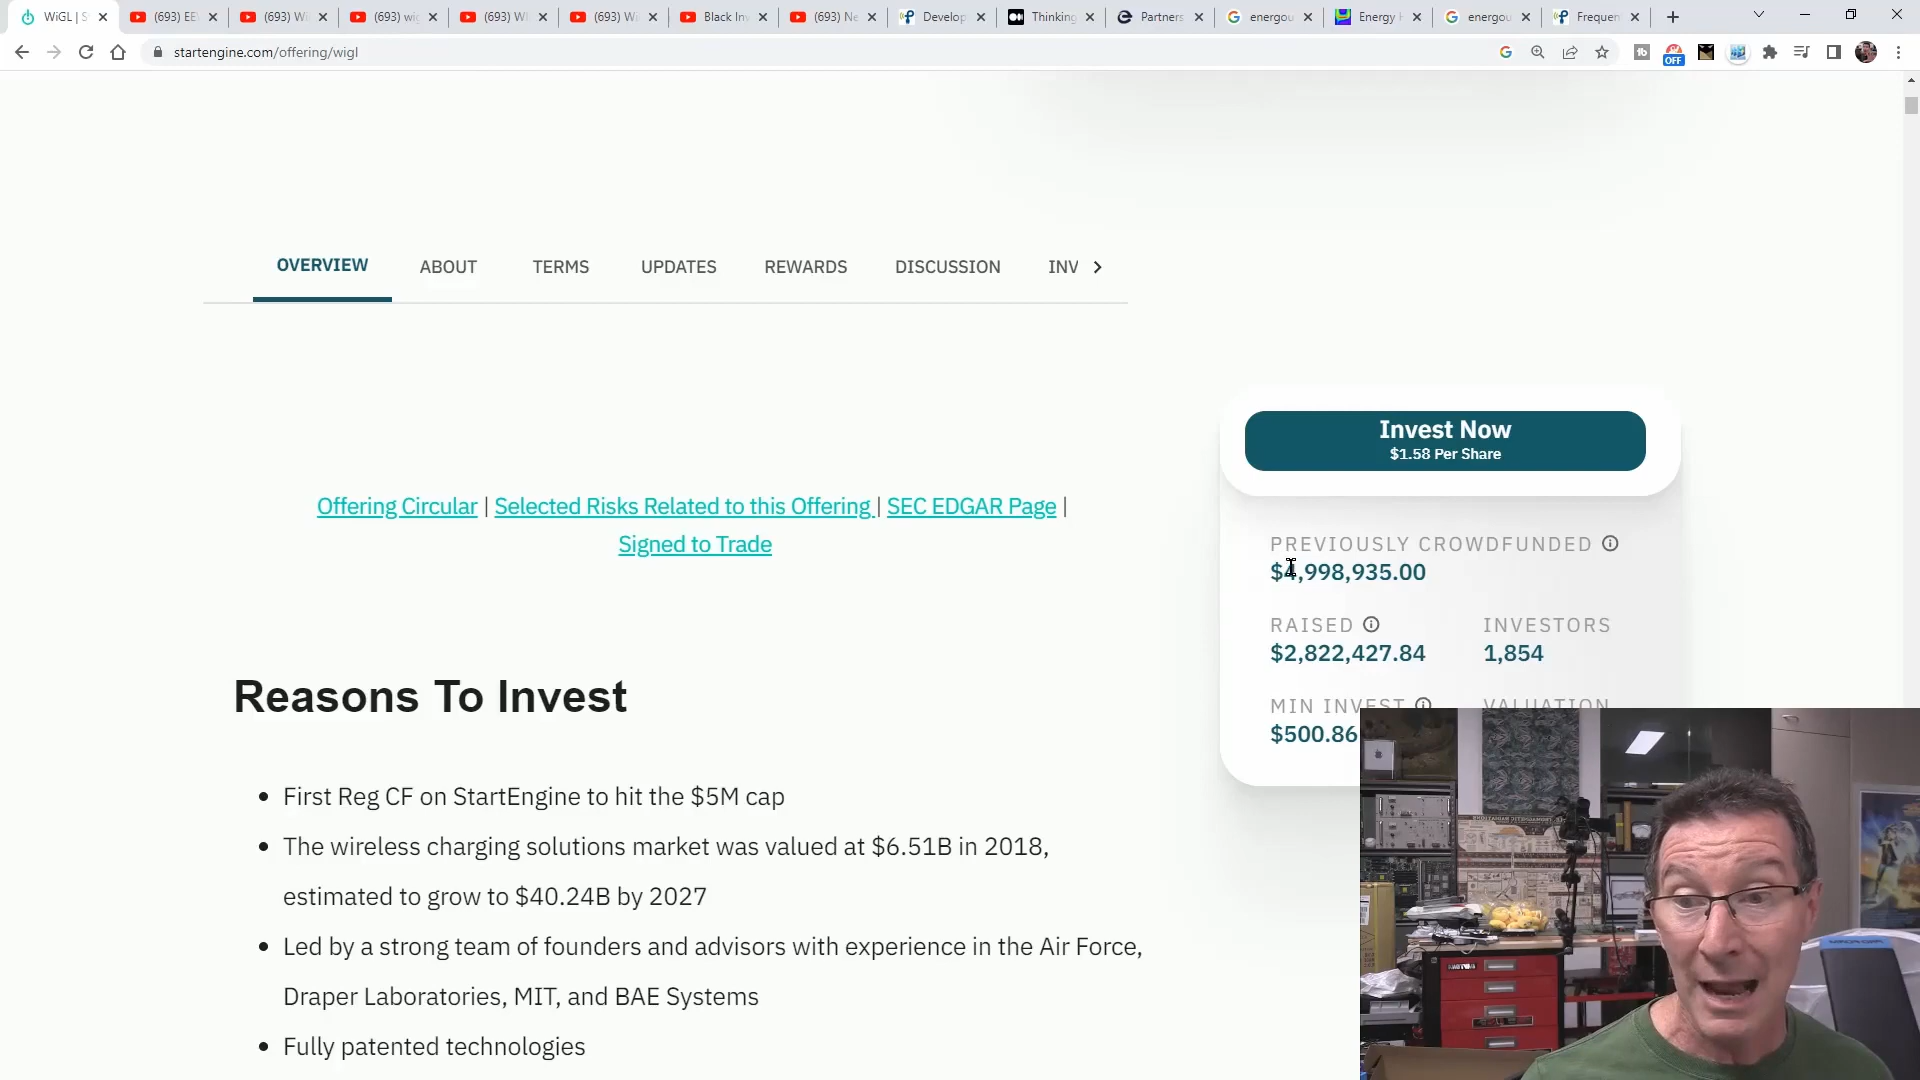 WiGL | S
(693) EE
(693) Wi
(693) wig
(693) W
(693) Wi
Black In
(693) Ne
Develop
Thinking
Partners
energou
Energy
energou
Frequen
startengine.com/offering/wigl
OFF
OVERVIEW
ABOUT
TERMS
UPDATES
REWARDS
DISCUSSION
INV
Invest Now
$1.58 Per Share
Offering Circular | Selected Risks Related to this Offering | SEC EDGAR Page |
Signed to Trade
PREVIOUSLY CROWDFUNDED
$4,998,935.00
RAISED
INVESTORS
$2,822,427.84
1,854
MIN INVEST
VALUATION
$500.86
Reasons To Invest
First Reg CF on StartEngine to hit the $5M cap
The wireless charging solutions market was valued at $6.51B in 2018,
estimated to grow to $40.24B by 2027
Led by a strong team of founders and advisors with experience in the Air Force,
Draper Laboratories, MIT, and BAE Systems
Fully patented technologies